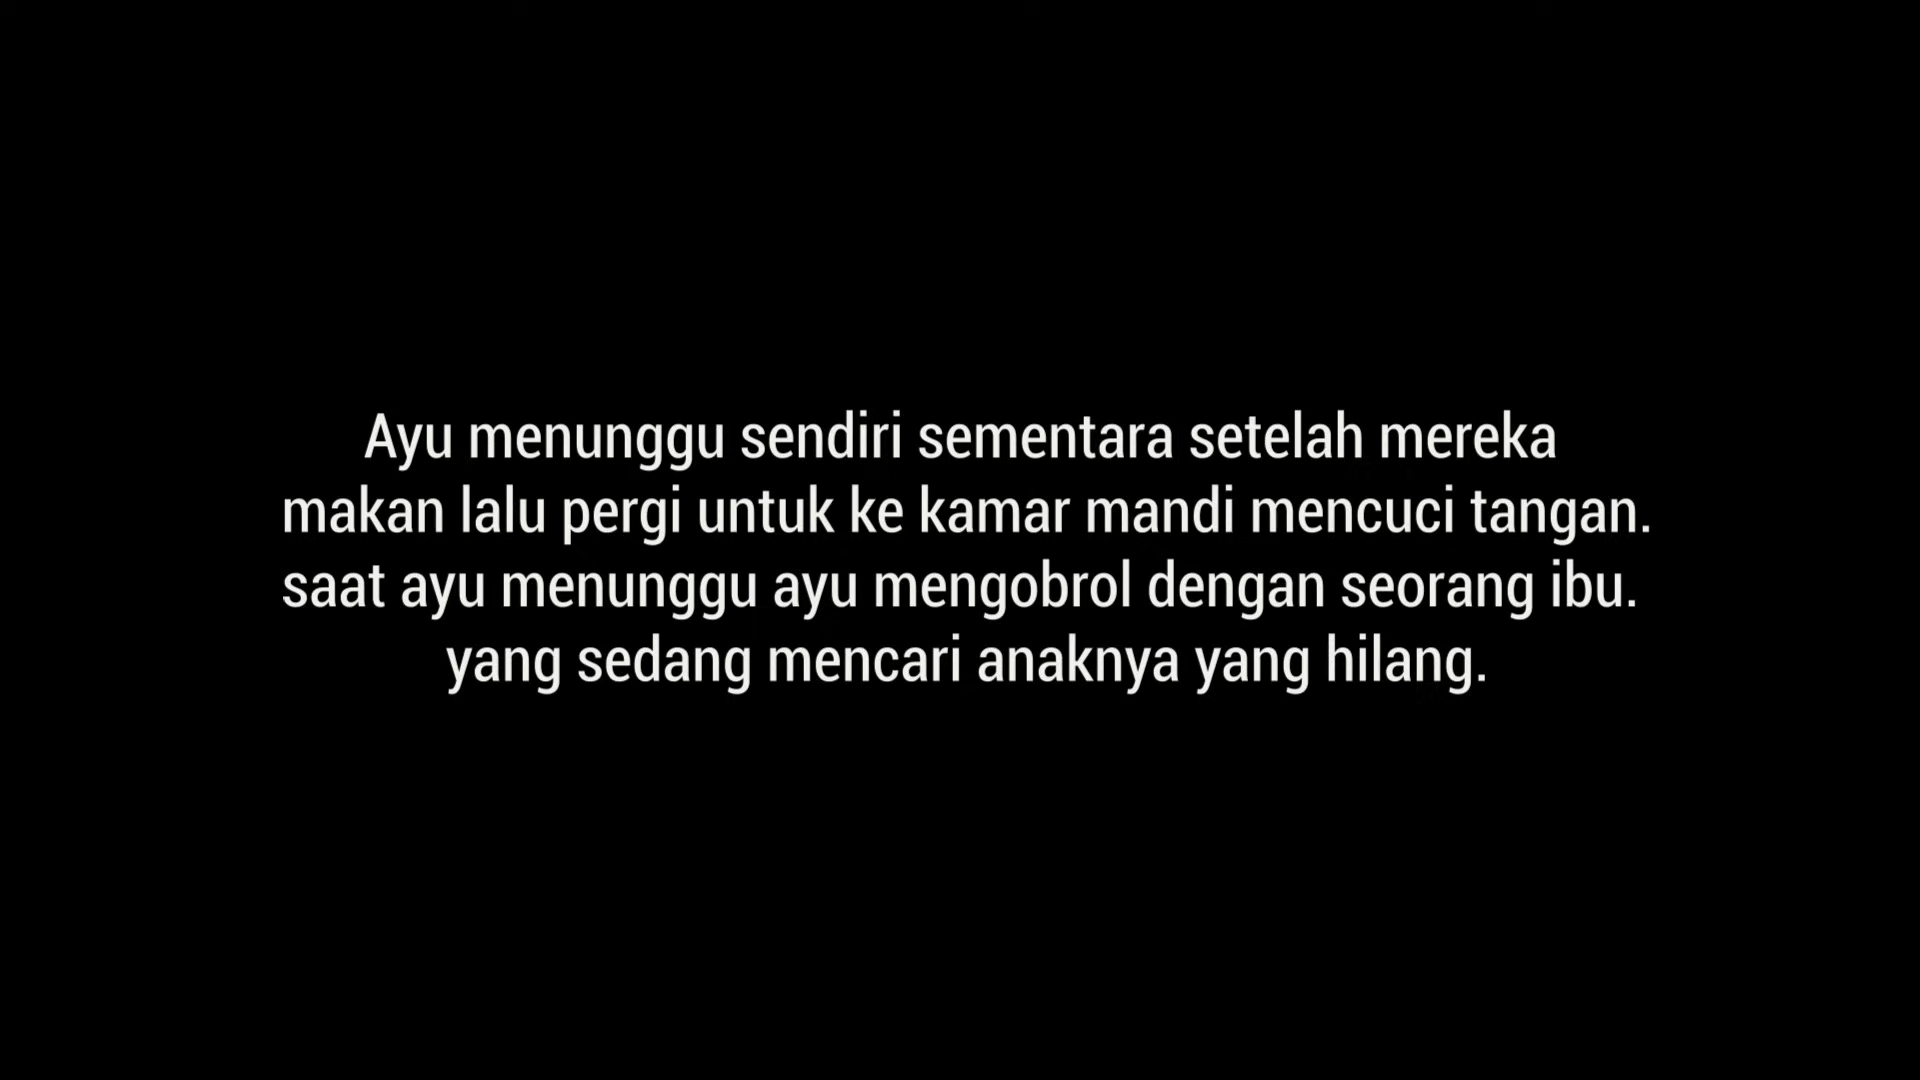 Ayu menunggu sendiri sementara setelah mereka
makan lalu pergi untuk ke kamar mandi mencuci tangan.
saat ayu menunggu ayu mengobrol dengan seorang ibu.
yang sedang mencari anaknya yang hilang.